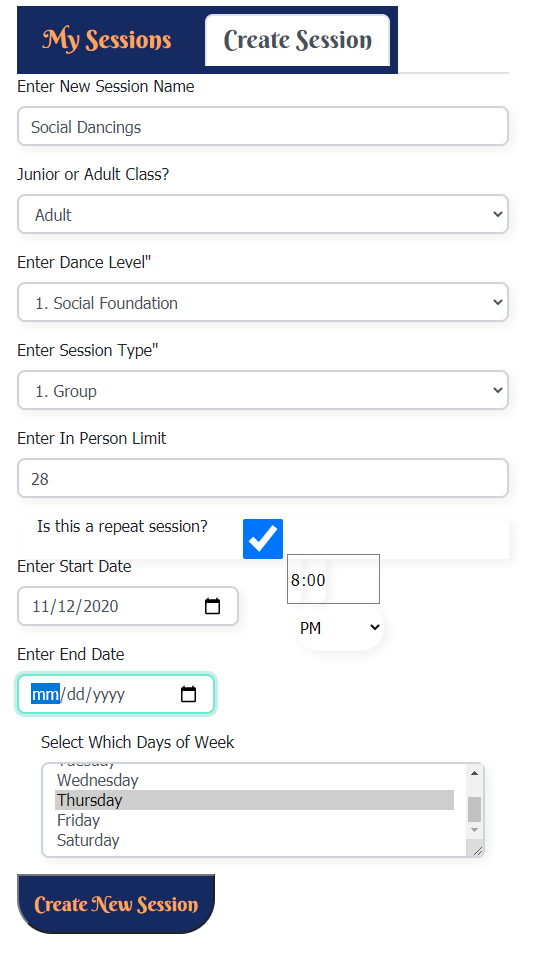 My Sessions Create Session
Enter New Session Name
Social Dancings
Junior or Adult Class?
Adult
Enter Dance Level"
1. Social Foundation
Enter Session Type"
1. Group
Enter In Person Limit
28
Is this a repeat session?
Enter Start Date
8:00
11/12/2020
PM
Enter End Date
mm/dd/yyyy
Select Which Days of Week
Tuesday
Wednesday
Thursday
Friday
Saturday
Create New Session